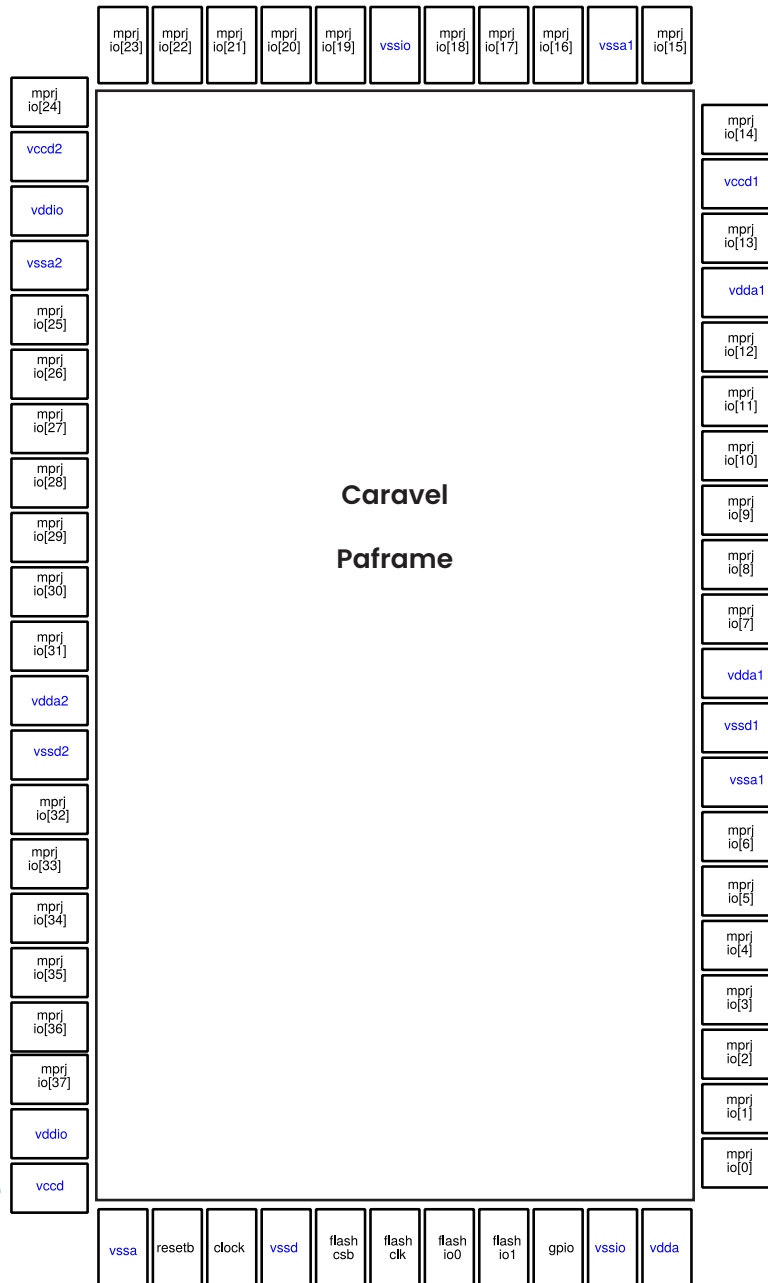 mprj
io[23]
mprj
io[22]
mprj
io[21]
mprj
io[20]
mprj
io[19]
vssio
mprj
io[18]
mprj
io[17]
mprj
io[16]
vssa1
mprj
io[15]
mprj
io[24]
vccd2
vddio
vssa2
mprj
io[25]
mprj
io[26]
mprj
io[27]
mprj
io[28]
mprj
io[29]
mprj
io[30]
mprj
io[31]
vdda2
vssd2
mprj
io[32]
mprj
io[33]
mprj
io[34]
mprj
io[35]
mprj
io[36]
mprj
io[37]
vddio
vccd
Caravel
Paframe
mprj
io[14]
vccd1
mprj
io[13]
vdda1
mprj
io[12]
mprj
io[11]
mprj
io[10]
mprj
io[9]
mprj
io[8]
mprj
io[7]
vdda1
vssd1
vssa1
mprj
io[6]
mprj
io[5]
mprj
io[4]
mprj
io[3]
mprj
io[2]
mprj
io[1]
mprj
io[0]
vssa
resetb
clock
vssd
flash
csb
flash
clk
flash
io0
flash
io1
gpio
vssio
vdda